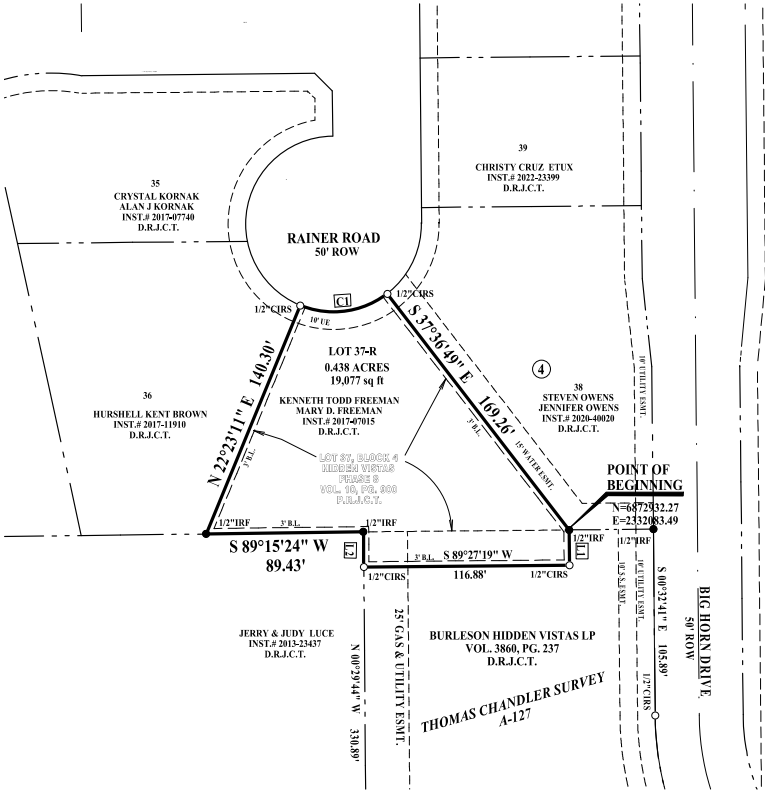 39
CHRISTY CRUZ ETUX
INST.# 2022-23399
D.R.J.C.T.
35
CRYSTAL KORNAK
ALAN J KORNAK
INST.# 2017-07740
D.R.J.C.T.
RAINER ROAD
50' ROW
C1
1/2"CIRS
1/2"CIRS
10' UE
S 37°36'49" E 169.26'
N 22°23'11" E 140.30'
LOT 37-R
0.438 ACRES
19,077 sq ft
KENNETH TODD FREEMAN
MARY D. FREEMAN
INST.# 2017-07015
D.R.J.C.T.
4
38
STEVEN OWENS
JENNIFER OWENS
INST.# 2020-40020
D.R.J.C.T.
10' UTILITY ESMT.
36
HURSHELL KENT BROWN
INST.# 2017-11910
D.R.J.C.T.
3' B.L.
3' B.L.
15' WATER ESMT.
LOT 37, BLOCK 4
HIDDEN VISTAS
PHASE 6
VOL. 10, PG. 900
P.R.J.C.T.
POINT OF
BEGINNING
N=6872932.27
E=2332083.49
1/2"IRF
3' B.L.
1/2"IRF
1/2"IRF
1/2"IRF
S 89°15'24" W
89.43'
L2
3' B.L.
S 89°27'19" W
L1
1/2"CIRS
116.88'
1/2"CIRS
10' UTILITY ESMT.
S 00°32'41" E 105.89'
BIG HORN DRIVE
50' ROW
JERRY & JUDY LUCE
INST.# 2013-23437
D.R.J.C.T.
25' GAS & UTILITY ESMT.
N 00°29'44" W 330.89'
BURLESON HIDDEN VISTAS LP
VOL. 3860, PG. 237
D.R.J.C.T.
THOMAS CHANDLER SURVEY
A-127
1/2"CIRS